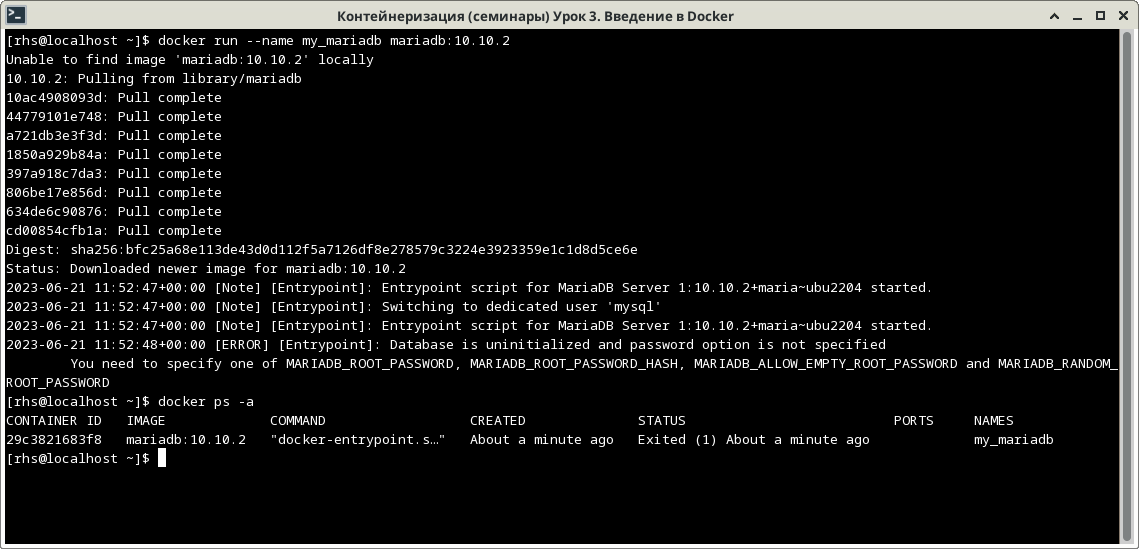 Контейнеризация (семинары) Урок 3. Введение в Docker
[rhs@localhost ~]$ docker run --name my_mariadb mariadb:10.10.2
Unable to find image 'mariadb:10.10.2' locally
10.10.2: Pulling from library/mariadb
10ac4908093d: Pull complete
44779101e748: Pull complete
a721db3e3f3d: Pull complete
1850a929b84a: Pull complete
397a918c7da3: Pull complete
806be17e856d: Pull complete
634de6c90876: Pull complete
cd00854cfb1a: Pull complete
Digest: sha256:bfc25a68e113de43d0d112f5a7126df8e278579c3224e3923359e1c1d8d5ce6e
Status: Downloaded newer image for mariadb:10.10.2
2023-06-21 11:52:47+00:00 [Note] [Entrypoint]: Entrypoint script for MariaDB Server 1:10.10.2+maria~ubu2204 started.
2023-06-21 11:52:47+00:00 [Note] [Entrypoint]: Switching to dedicated user 'mysql'
2023-06-21 11:52:47+00:00 [Note] [Entrypoint]: Entrypoint script for MariaDB Server 1:10.10.2+maria~ubu2204 started.
2023-06-21 11:52:48+00:00 [ERROR] [Entrypoint]: Database is uninitialized and password option is not specified
        You need to specify one of MARIADB_ROOT_PASSWORD, MARIADB_ROOT_PASSWORD_HASH, MARIADB_ALLOW_EMPTY_ROOT_PASSWORD and MARIADB_RANDOM_
ROOT_PASSWORD
[rhs@localhost ~]$ docker ps -a
CONTAINER ID   IMAGE             COMMAND                  CREATED              STATUS                          PORTS     NAMES
29c3821683f8   mariadb:10.10.2   "docker-entrypoint.s…"   About a minute ago   Exited (1) About a minute ago             my_mariadb
[rhs@localhost ~]$